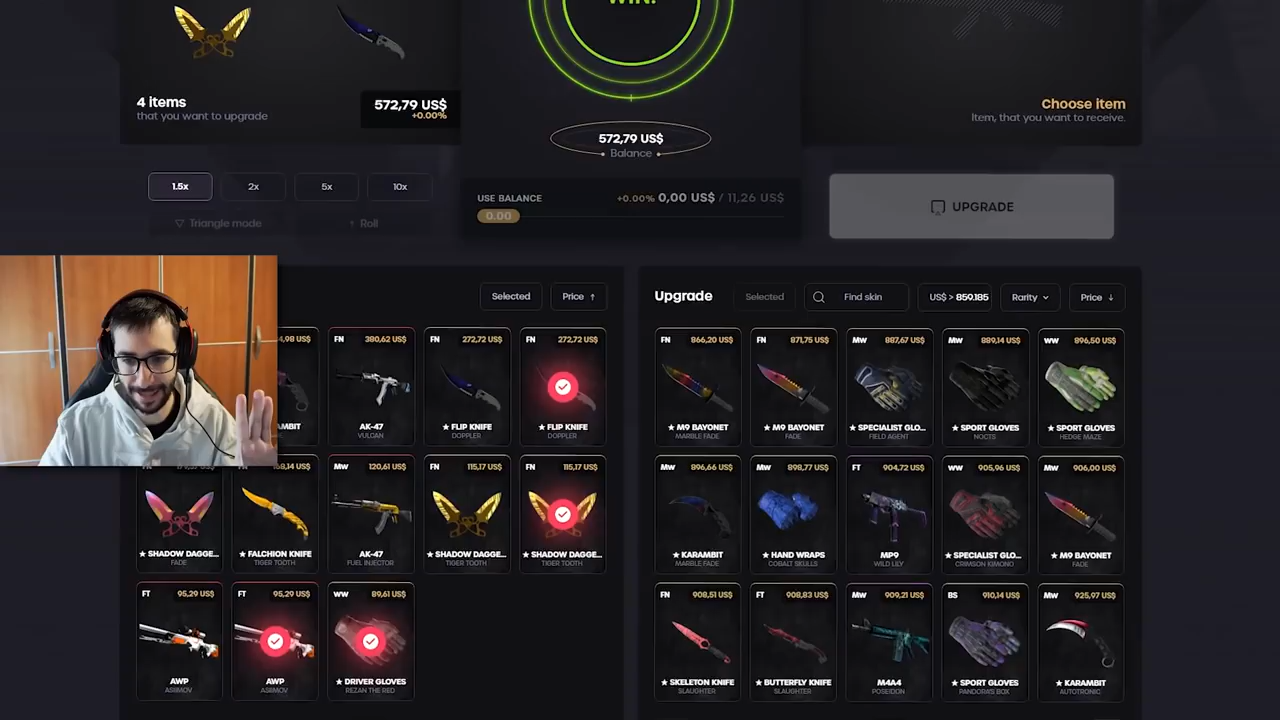 WIN!
4 items
that you want to upgrade
572,79 US$
+0.00%
572,79 US$
Balance
Choose item
Item, that you want to receive.
1.5x
2x
5x
10x
Triangle mode
Roll
USE BALANCE
+0.00% 0,00 US$ / 11,26 US$
0.00
UPGRADE
Selected
Price ↑
FN 380,62 US$
AK-47
VULCAN
FN 272,72 US$
★ FLIP KNIFE
DOPPLER
FN 272,72 US$
★ FLIP KNIFE
DOPPLER
★ SHADOW DAGGE...
FADE
★ FALCHION KNIFE
TIGER TOOTH
Mw 120,61 US$
AK-47
FUEL INJECTOR
FN 115,17 US$
★ SHADOW DAGGE...
TIGER TOOTH
FN 115,17 US$
★ SHADOW DAGGE...
TIGER TOOTH
FT 95,29 US$
AWP
ASIIMOV
FT 95,29 US$
AWP
ASIIMOV
WW 89,61 US$
★ DRIVER GLOVES
REZAN THE RED
Upgrade
Selected
Find skin
US$ > 859.185
Rarity
Price ↓
FN 866,20 US$
★ M9 BAYONET
MARBLE FADE
FN 871,75 US$
★ M9 BAYONET
FADE
Mw 887,67 US$
★ SPECIALIST GLO...
FIELD AGENT
Mw 889,14 US$
★ SPORT GLOVES
NOCTS
WW 896,50 US$
★ SPORT GLOVES
HEDGE MAZE
Mw 896,66 US$
★ KARAMBIT
MARBLE FADE
Mw 898,77 US$
★ HAND WRAPS
COBALT SKULLS
FT 904,72 US$
MP9
WILD LILY
WW 905,96 US$
★ SPECIALIST GLO...
CRIMSON KIMONO
Mw 906,00 US$
★ M9 BAYONET
FADE
FN 908,51 US$
★ SKELETON KNIFE
SLAUGHTER
FT 908,83 US$
★ BUTTERFLY KNIFE
SLAUGHTER
Mw 909,21 US$
M4A4
POSEIDON
BS 910,14 US$
★ SPORT GLOVES
PANDORA'S BOX
Mw 925,97 US$
★ KARAMBIT
AUTOTRONIC